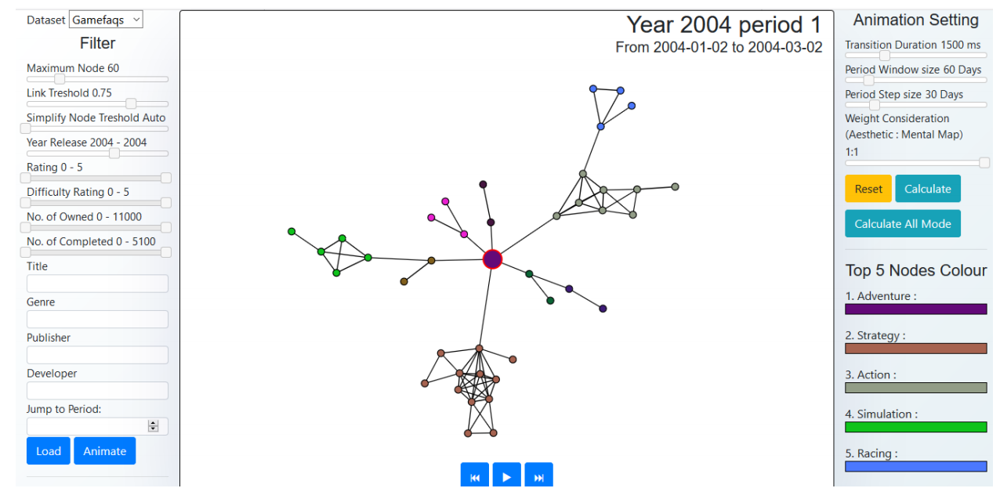 Dataset Gamefaqs
Filter
Maximum Node 60
Link Treshold 0.75
Simplify Node Treshold Auto
Year Release 2004 - 2004
Rating 0 - 5
Difficulty Rating 0 - 5
No. of Owned 0 - 11000
No. of Completed 0 - 5100
Title
Genre
Publisher
Developer
Jump to Period:
Load Animate
Year 2004 period 1
From 2004-01-02 to 2004-03-02
Animation Setting
Transition Duration 1500 ms
Period Window size 60 Days
Period Step size 30 Days
Weight Consideration
(Aesthetic : Mental Map)
1:1
Reset Calculate
Calculate All Mode
Top 5 Nodes Colour
1. Adventure :
2. Strategy :
3. Action :
4. Simulation :
5. Racing :